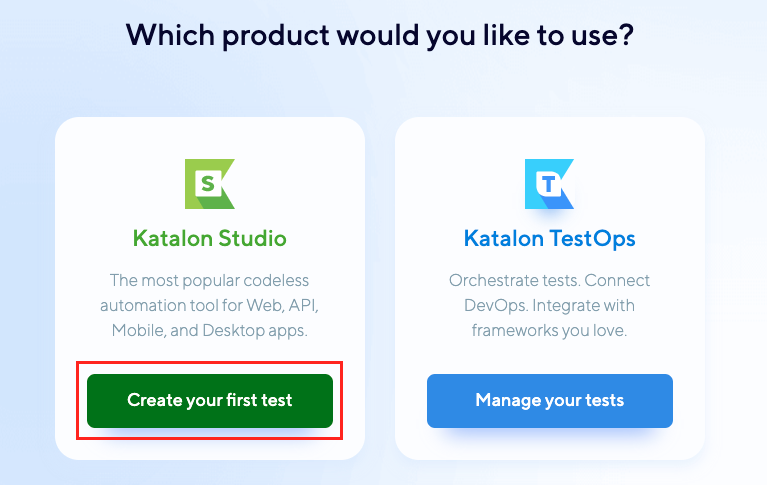 Which product would you like to use?
S
Katalon Studio
The most popular codeless
automation tool for Web, API,
Mobile, and Desktop apps.
Create your first test
T
Katalon TestOps
Orchestrate tests. Connect
DevOps. Integrate with
frameworks you love.
Manage your tests